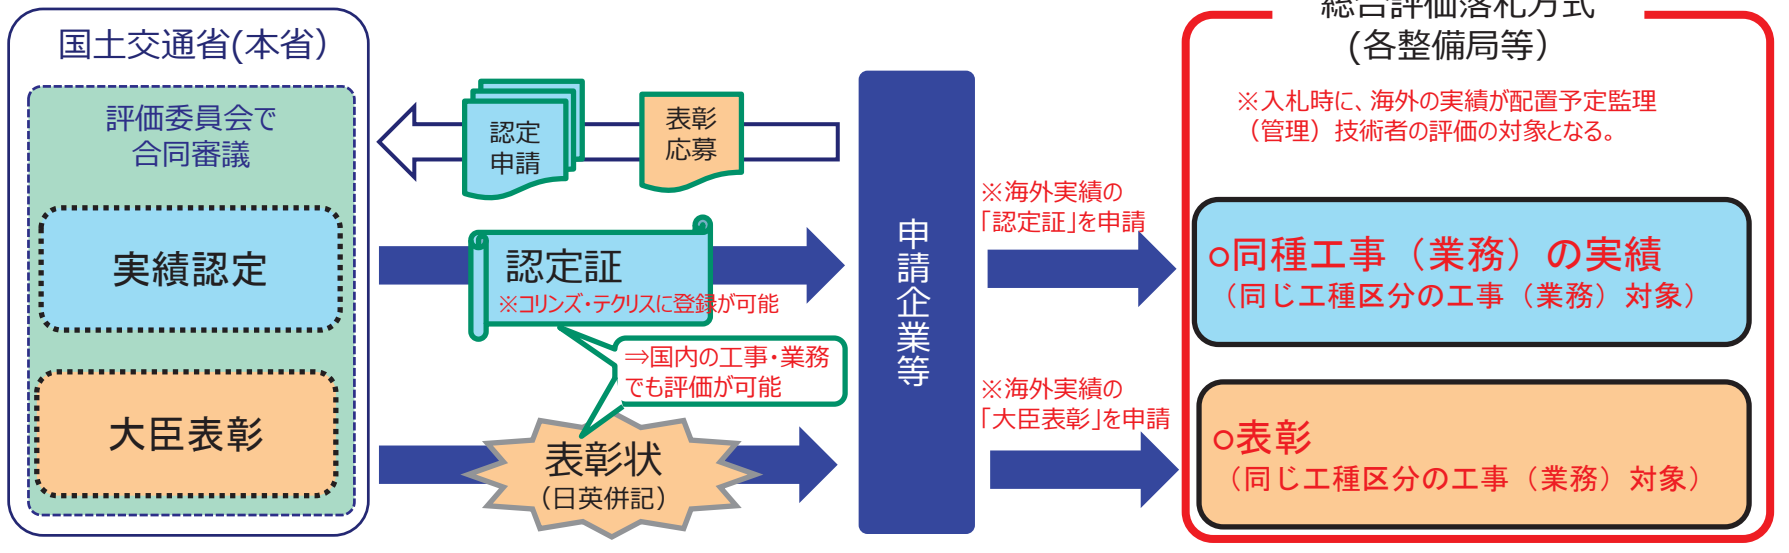 国土交通省(本省)
評価委員会で
合同審議
実績認定
大臣表彰
認定
申請
表彰
応募
認定証
※コリンズ・テクリスに登録が可能
⇒国内の工事・業務
でも評価が可能
表彰状
(日英併記)
申請企業等
※海外実績の
「認定証」を申請
※海外実績の
「大臣表彰」を申請
総合評価落札方式
(各整備局等)
※入札時に、海外の実績が配置予定監理
(管理)技術者の評価の対象となる。
○同種工事(業務)の実績
(同じ工種区分の工事(業務)対象)
○表彰
(同じ工種区分の工事(業務)対象)